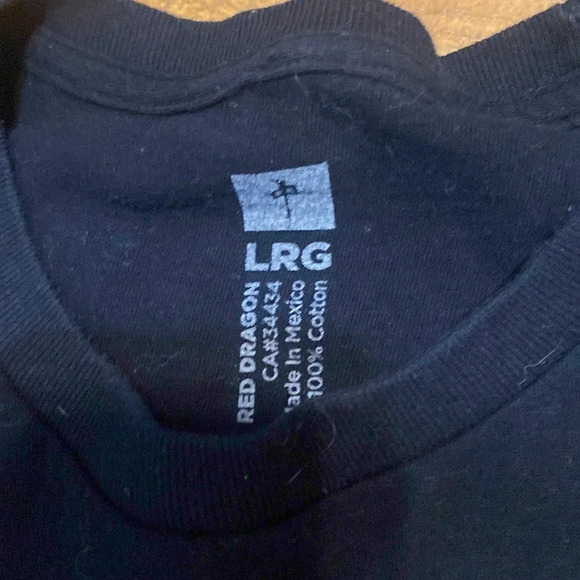 LRG
RED DRAGON
CA#34434
Made In Mexico
100% Cotton